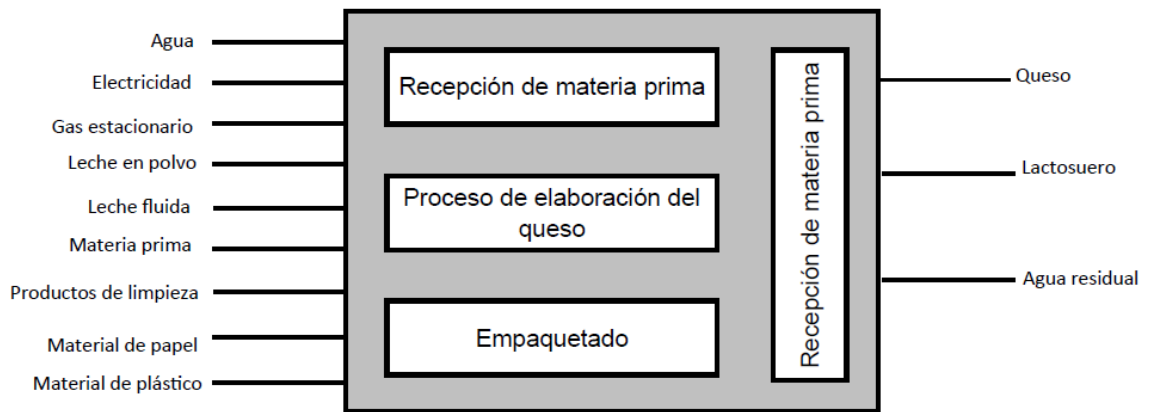 Agua
Electricidad
Gas estacionario
Leche en polvo
Leche fluida
Materia prima
Productos de limpieza
Material de papel
Material de plástico
Recepción de materia prima
Proceso de elaboración del
queso
Empaquetado
Recepción de materia prima
Queso
Lactosuero
Agua residual